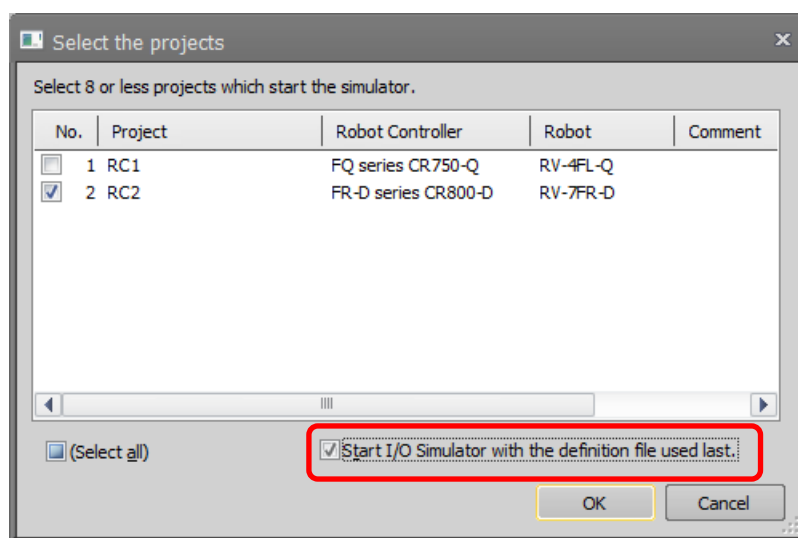 Select the projects
Select 8 or less projects which start the simulator.
No. Project Robot Controller Robot Comment
1 RC1 FQ series CR750-Q RV-4FL-Q
2 RC2 FR-D series CR800-D RV-7FR-D
(Select all) Start I/O Simulator with the definition file used last.
OK Cancel